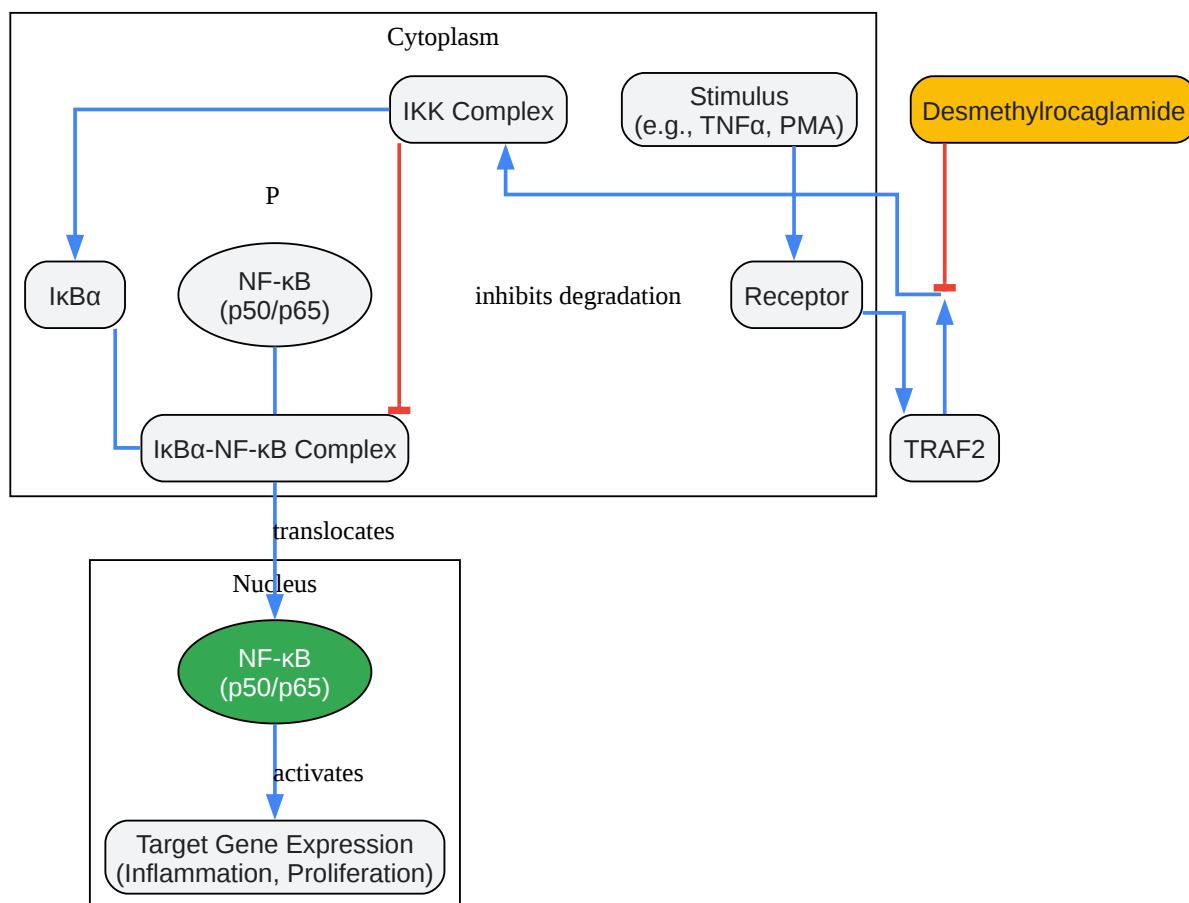 Cytoplasm
IKK Complex
Stimulus
(e.g., TNFα, PMA)
Desmethylrocaglamide
P
IκBα
NF-κB
(p50/p65)
inhibits degradation
Receptor
IκBα-NF-κB Complex
TRAF2
translocates
Nucleus
NF-κB
(p50/p65)
activates
Target Gene Expression
(Inflammation, Proliferation)